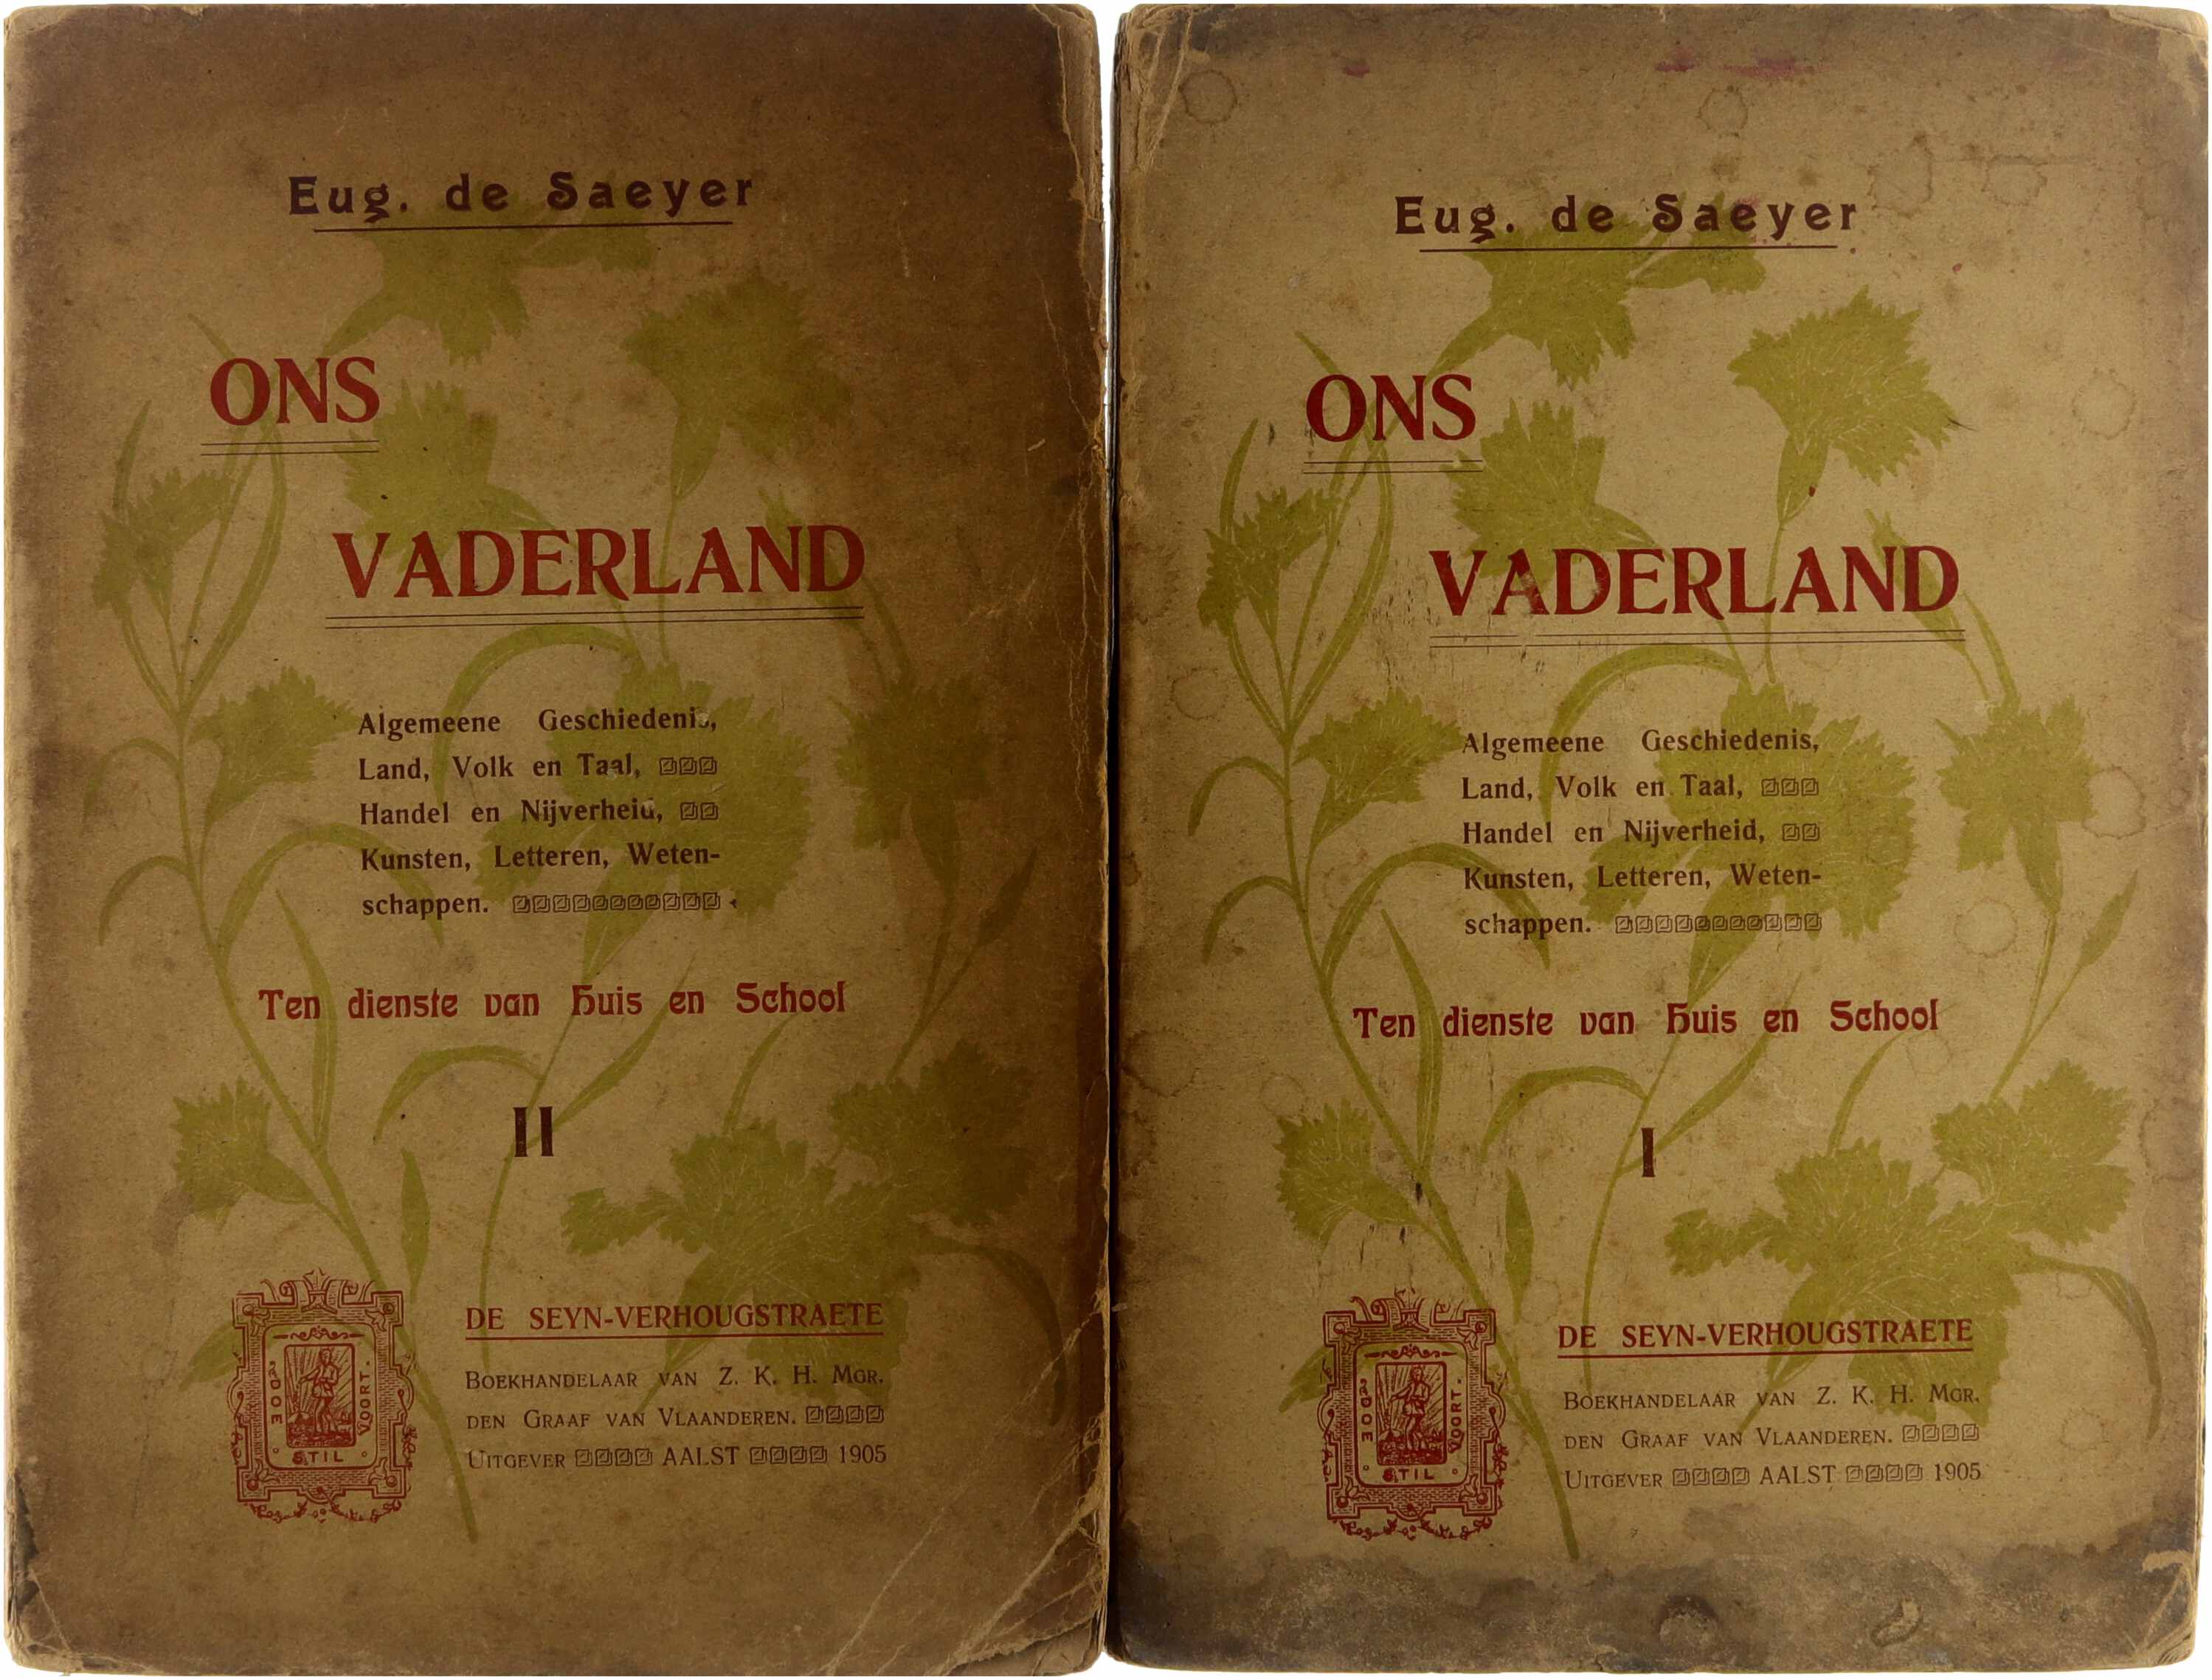 Eug. de Saeyer
ONS
VADERLAND
Algemeene Geschiedenis,
Land, Volk en Taal,
Handel en Nijverheid,
Kunsten, Letteren, Weten-
schappen.
Ten dienste van Huis en School
II
DE SEYN-VERHOUGSTRAETE
BOEKHANDELAAR VAN Z. K. H. MGR.
DEN GRAAF VAN VLAANDEREN.
UITGEVER AALST 1905
DOE
STIL
VOORT
Eug. de Saeyer
ONS
VADERLAND
Algemeene Geschiedenis,
Land, Volk en Taal,
Handel en Nijverheid,
Kunsten, Letteren, Weten-
schappen.
Ten dienste van Huis en School
I
DE SEYN-VERHOUGSTRAETE
BOEKHANDELAAR VAN Z. K. H. MGR.
DEN GRAAF VAN VLAANDEREN.
UITGEVER AALST 1905
DOE
STIL
VOORT